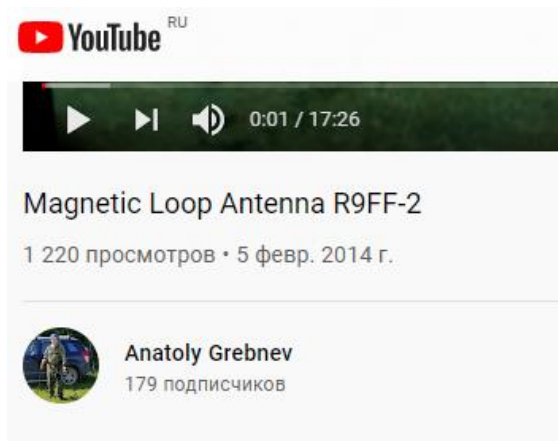 YouTube RU
0:01 / 17:26
Magnetic Loop Antenna R9FF-2
1 220 просмотров • 5 февр. 2014 г.
Anatoly Grebnev
179 подписчиков